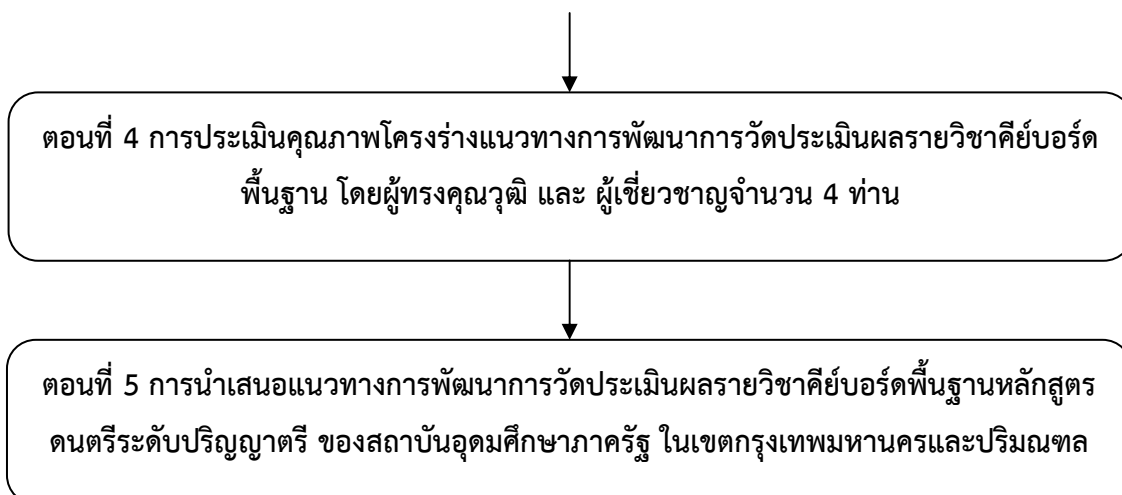 ตอนที่ 4 การประเมินคุณภาพโครงร่างแนวทางการพัฒนาการวัดประเมินผลรายวิชาคีย์บอร์ด
พื้นฐาน โดยผู้ทรงคุณวุฒิ และ ผู้เชี่ยวชาญจำนวน 4 ท่าน
ตอนที่ 5 การนำเสนอแนวทางการพัฒนาการวัดประเมินผลรายวิชาคีย์บอร์ดพื้นฐานหลักสูตร
ดนตรีระดับปริญญาตรี ของสถาบันอุดมศึกษาภาครัฐ ในเขตกรุงเทพมหานครและปริมณฑล